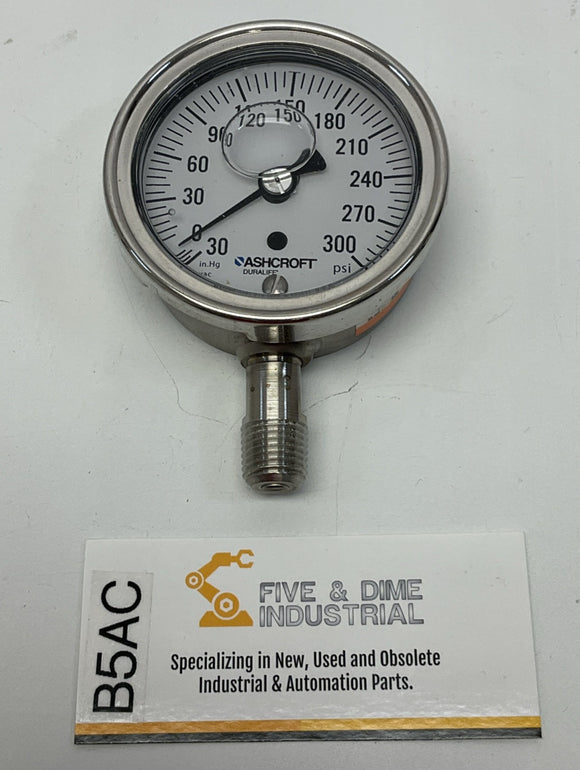 150
120 150
90
180
60
210
30
240
0
270
30
300
in.Hg
vac
psi
ASHCROFT
DURALIFE
B5AC
FIVE & DIME
INDUSTRIAL
Specializing in New, Used and Obsolete
Industrial & Automation Parts.